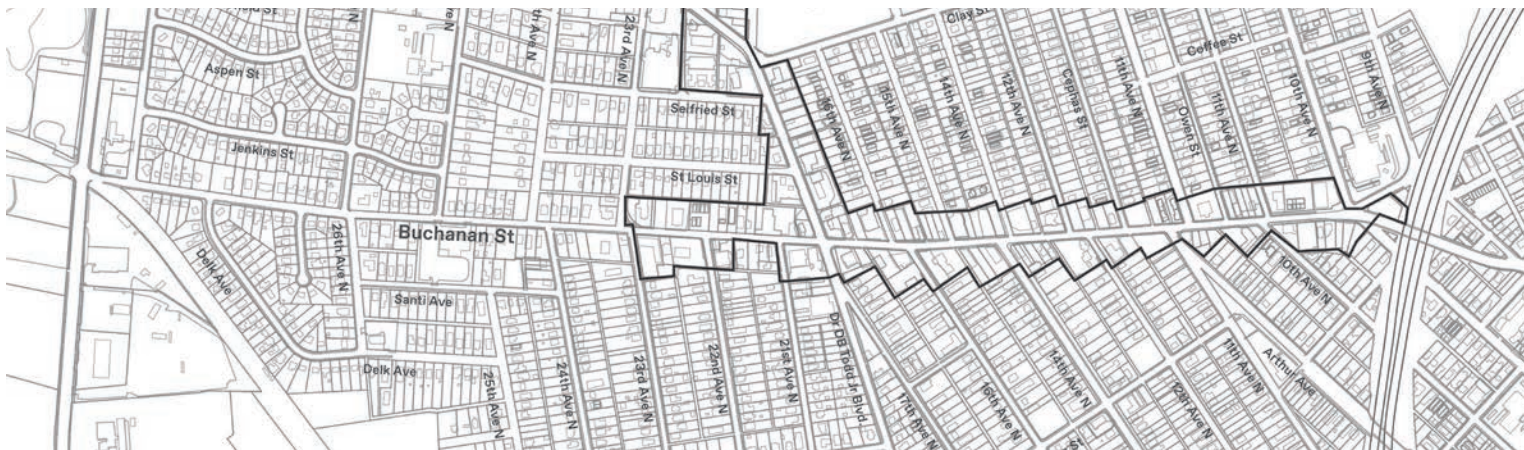 Clay St
23rd Ave N
Coffee St
9th Ave N
Aspen St
Selfried St
16th Ave N
15th Ave N
14th Ave N
12th Ave N
Cephas St
11th Ave N
Owen St
11th Ave N
10th Ave N
Jenkins St
St Louis St
Buchanan St
26th Ave N
Delk Ave
Santi Ave
10th Ave N
Delk Ave
25th Ave N
24th Ave N
23rd Ave N
22nd Ave N
21st Ave N
Dr DB Todd Jr Blvd
17th Ave N
16th Ave N
14th Ave N
12th Ave N
11th Ave N
Arthur Ave